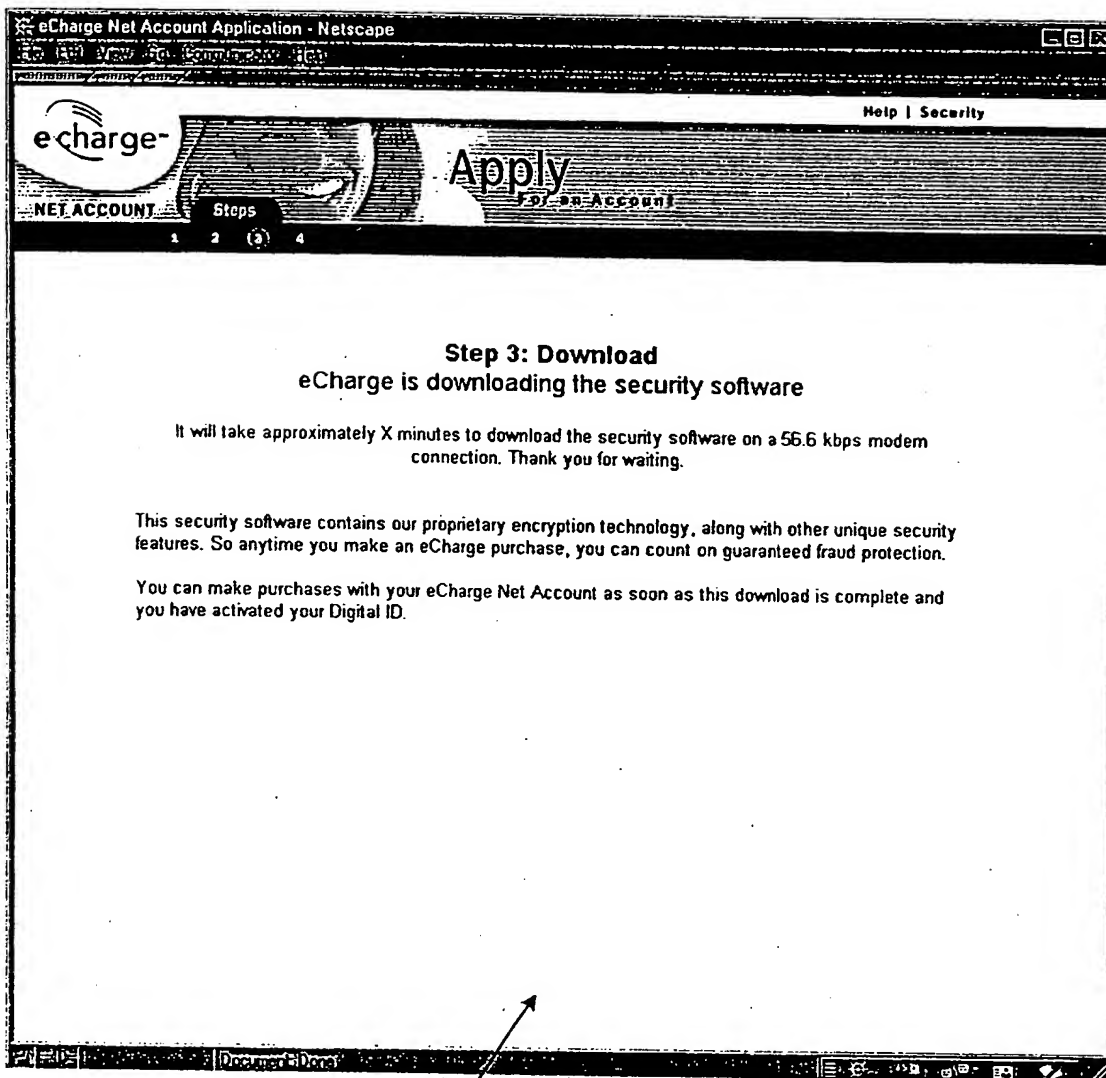 eCharge Net Account Application - Netscape
Help | Security
echarge
Apply
For an Account
NET ACCOUNT
Steps
1 2 (3) 4
Step 3: Download
eCharge is downloading the security software
It will take approximately X minutes to download the security software on a 56.6 kbps modem
connection. Thank you for waiting.
This security software contains our proprietary encryption technology, along with other unique security
features. So anytime you make an eCharge purchase, you can count on guaranteed fraud protection.
You can make purchases with your eCharge Net Account as soon as this download is complete and
you have activated your Digital ID.
Document: Done